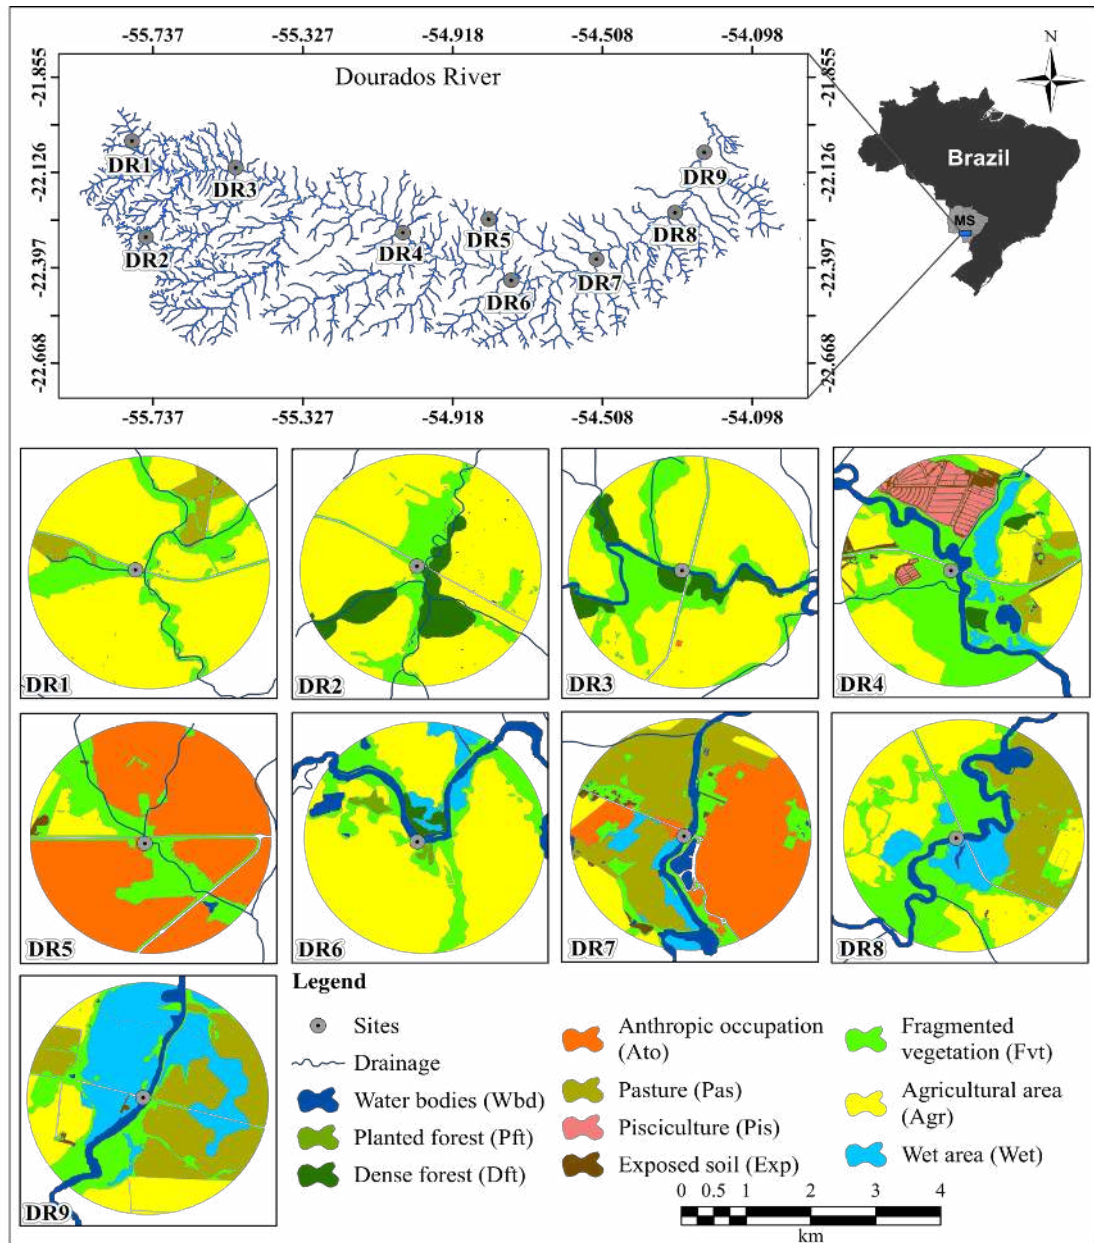 -55.737 -55.327 -54.918 -54.508 -54.098
N
Dourados River
-21.855 -21.855
-22.126 -22.126
-22.397 -22.397
-22.668 -22.668
DR1
DR2
DR3
DR4
DR5
DR6
DR7
DR8
DR9
Brazil
MS
-55.737 -55.327 -54.918 -54.508 -54.098
DR1 DR2 DR3 DR4
DR5 DR6 DR7 DR8
DR9
Legend
Sites
Drainage
Water bodies (Wbd)
Planted forest (Pft)
Dense forest (Dft)
Anthropic occupation
(Ato)
Pasture (Pas)
Pisciculture (Pis)
Exposed soil (Exp)
Fragmented
vegetation (Fvt)
Agricultural area
(Agr)
Wet area (Wet)
0 0.5 1 2 3 4
km